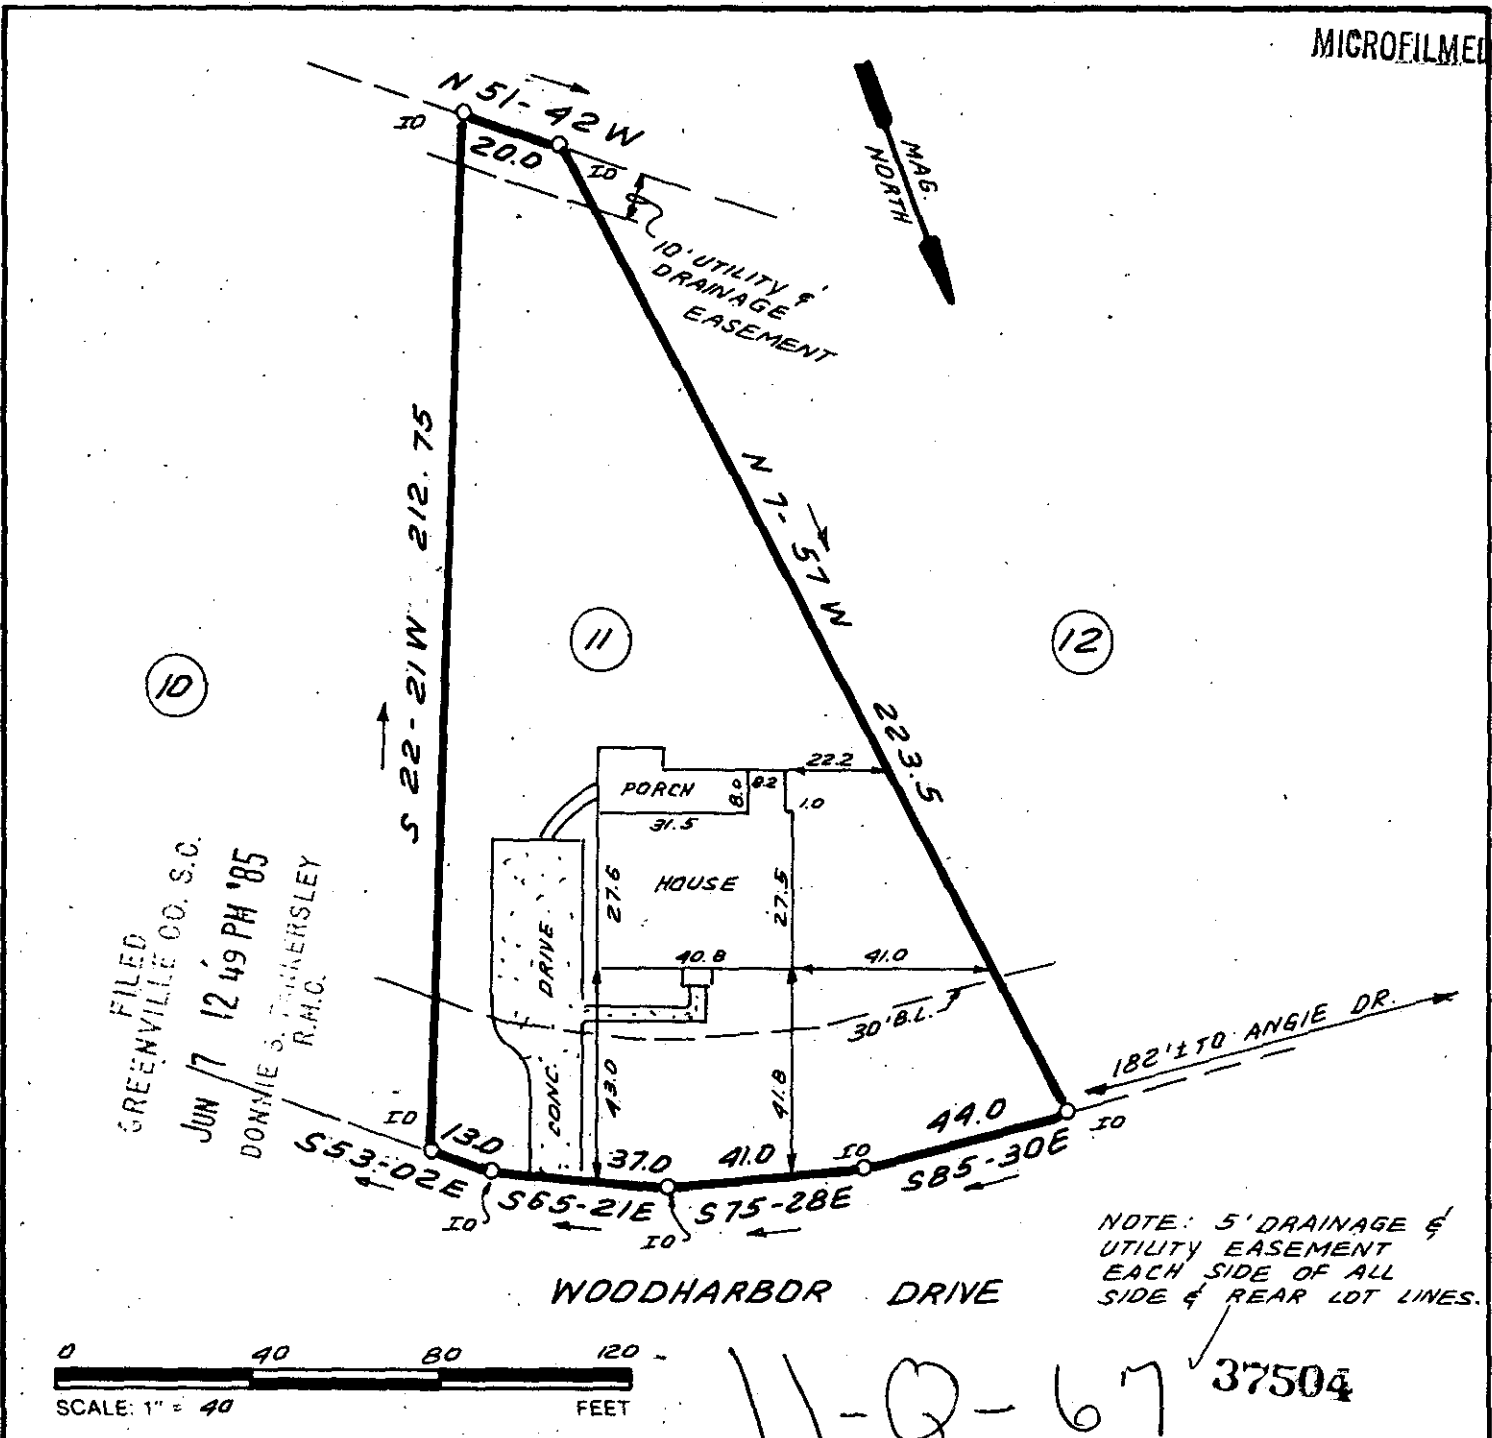 MICROFILMED
N 51-42 W
IO
20.0
IO
MAG.
NORTH
10' UTILITY &
DRAINAGE
EASEMENT
S 22-21 W 212.75
N 7-57 W
223.5
10
11
12
22.2
PORCH
8.0
8.2
1.0
31.5
27.6
HOUSE
27.5
40.8
41.0
DRIVE
CONC.
30' B.L.
43.0
41.8
182'± TO ANGIE DR.
FILED
GREENVILLE CO. S.C.
JUN 17 12 49 PM '85
DONNIE S. TANKERSLEY
R.M.C.
IO
13.0
37.0
41.0
IO
44.0
IO
S53-02E
IO
S65-21E
IO
S75-28E
S85-30E
WOODHARBOR DRIVE
NOTE: 5' DRAINAGE &
UTILITY EASEMENT
EACH SIDE OF ALL
SIDE & REAR LOT LINES.
0 40 80 120
SCALE: 1" = 40 FEET
11-Q-67
37504